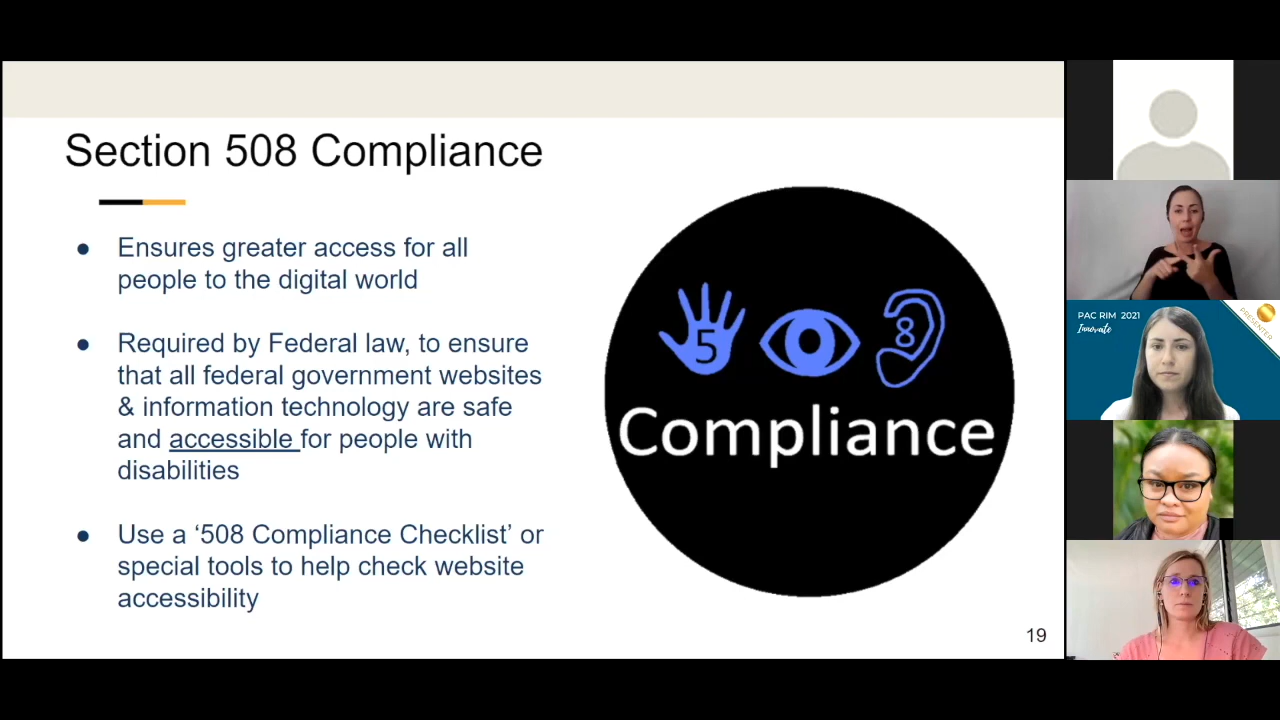 Section 508 Compliance
● Ensures greater access for all
people to the digital world
● Required by Federal law, to ensure
that all federal government websites
& information technology are safe
and accessible for people with
disabilities
● Use a ‘508 Compliance Checklist’ or
special tools to help check website
accessibility
5 8
Compliance
19
PAC RIM 2021
Innovate
PRESENTER